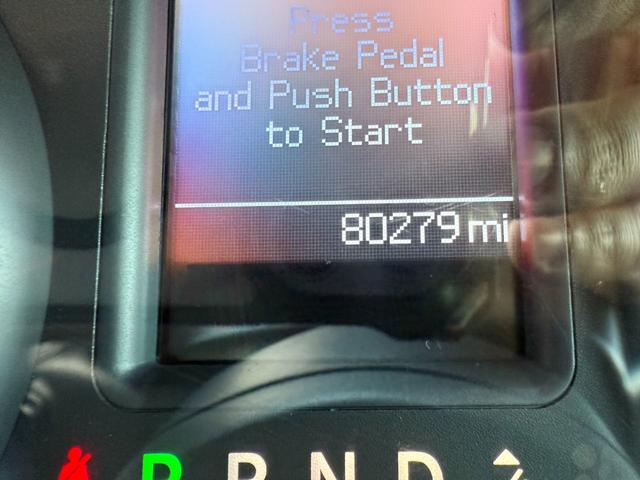 Press
Brake Pedal
and Push Button
to Start
80279 mi
P R N D